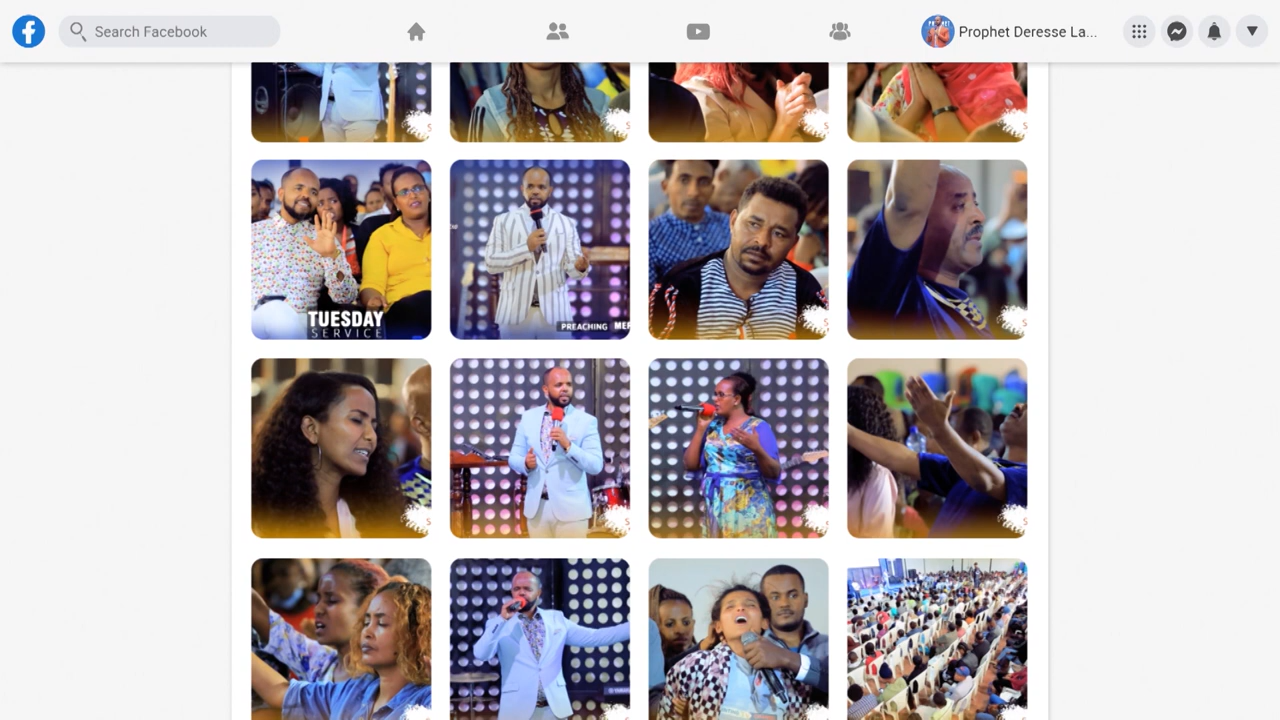 Search Facebook
Prophet Deresse La...
TUESDAY
SERVICE
PREACHING